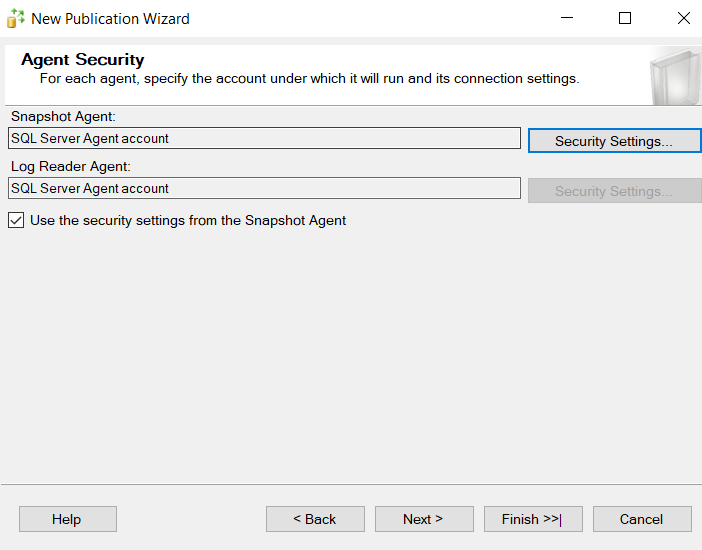 New Publication Wizard
Agent Security
For each agent, specify the account under which it will run and its connection settings.
Snapshot Agent:
SQL Server Agent account
Security Settings...
Log Reader Agent:
SQL Server Agent account
Security Settings...
Use the security settings from the Snapshot Agent
Help
< Back
Next >
Finish >>|
Cancel